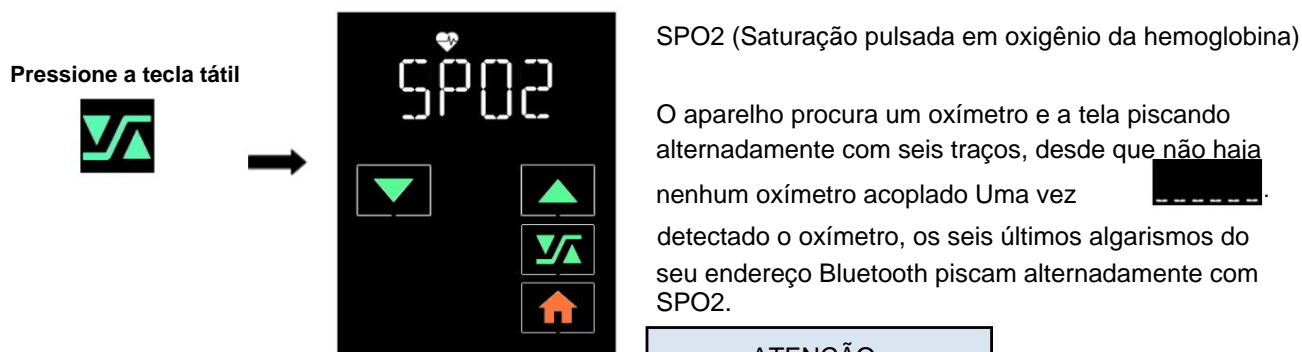 Pressione a tecla tátil
SPO2
SPO2 (Saturação pulsada em oxigênio da hemoglobina)
O aparelho procura um oxímetro e a tela piscando
alternadamente com seis traços, desde que não haja
nenhum oxímetro acoplado Uma vez ______.
detectado o oxímetro, os seis últimos algarismos do
seu endereço Bluetooth piscam alternadamente com
SPO2.
ATENÇÃO